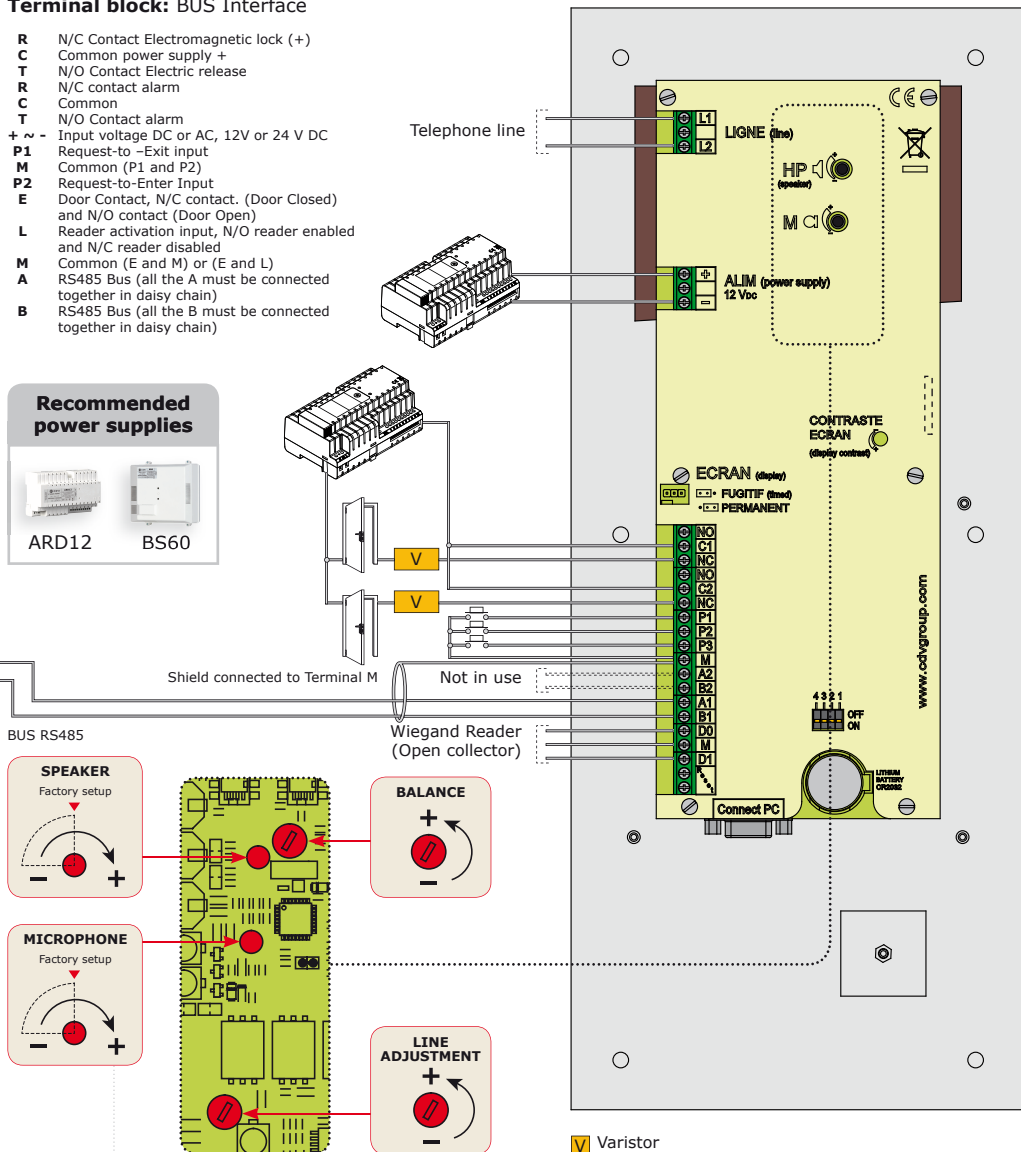 Terminal block: BUS Interface
R N/C Contact Electromagnetic lock (+)
C Common power supply +
T N/O Contact Electric release
R N/C contact alarm
C Common
T N/O Contact alarm
+ ~ - Input voltage DC or AC, 12V or 24 V DC
P1 Request-to –Exit input
M Common (P1 and P2)
P2 Request-to-Enter Input
E Door Contact, N/C contact. (Door Closed)
and N/O contact (Door Open)
L Reader activation input, N/O reader enabled
and N/C reader disabled
M Common (E and M) or (E and L)
A RS485 Bus (all the A must be connected
together in daisy chain)
B RS485 Bus (all the B must be connected
together in daisy chain)
Recommended
power supplies
ARD12 BS60
Telephone line
L1
L2
LIGNE (line)
HP
(speaker)
M
+
-
ALIM (power supply)
12 VDC
CONTRASTE
ECRAN
(display contrast)
ECRAN (display)
FUGITIF (timed)
PERMANENT
NO
C1
NC
NO
C2
NC
P1
P2
P3
M
A2
B2
A1
B1
D0
M
D1
V
V
Shield connected to Terminal M
Not in use
BUS RS485
Wiegand Reader
(Open collector)
www.cdvgroup.com
4 3 2 1
OFF
ON
LITHIUM
BATTERY
CR2032
Connect PC
SPEAKER
Factory setup
- +
BALANCE
+
-
MICROPHONE
Factory setup
- +
LINE
ADJUSTMENT
+
-
V Varistor